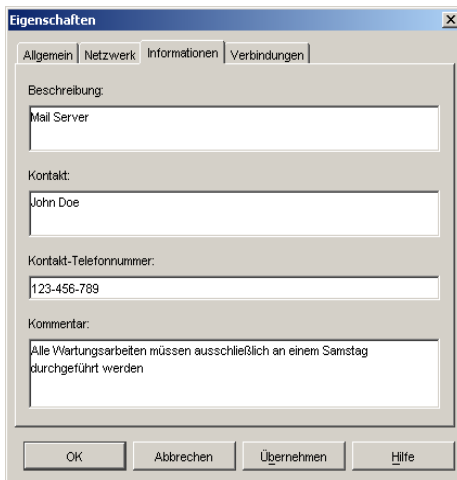 Eigenschaften
Allgemein Netzwerk Informationen Verbindungen
Beschreibung:
Mail Server
Kontakt:
John Doe
Kontakt-Telefonnummer:
123-456-789
Kommentar:
Alle Wartungsarbeiten müssen ausschließlich an einem Samstag
durchgeführt werden
OK Abbrechen Übernehmen Hilfe